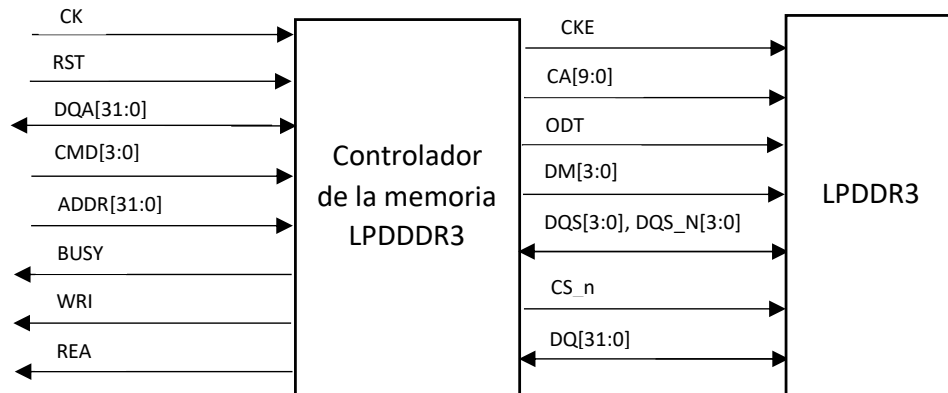 CK
RST
DQA[31:0]
CMD[3:0]
ADDR[31:0]
BUSY
WRI
REA
Controlador
de la memoria
LPDDDR3
CKE
CA[9:0]
ODT
DM[3:0]
DQS[3:0], DQS_N[3:0]
CS_n
DQ[31:0]
LPDDR3